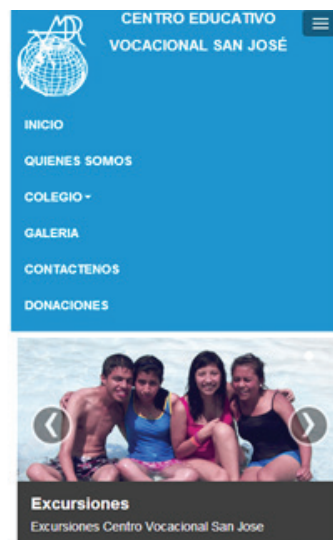 CENTRO EDUCATIVO
VOCACIONAL SAN JOSÉ
INICIO
QUIENES SOMOS
COLEGIO
GALERIA
CONTACTENOS
DONACIONES
Excursiones
Excursiones Centro Vocacional San Jose